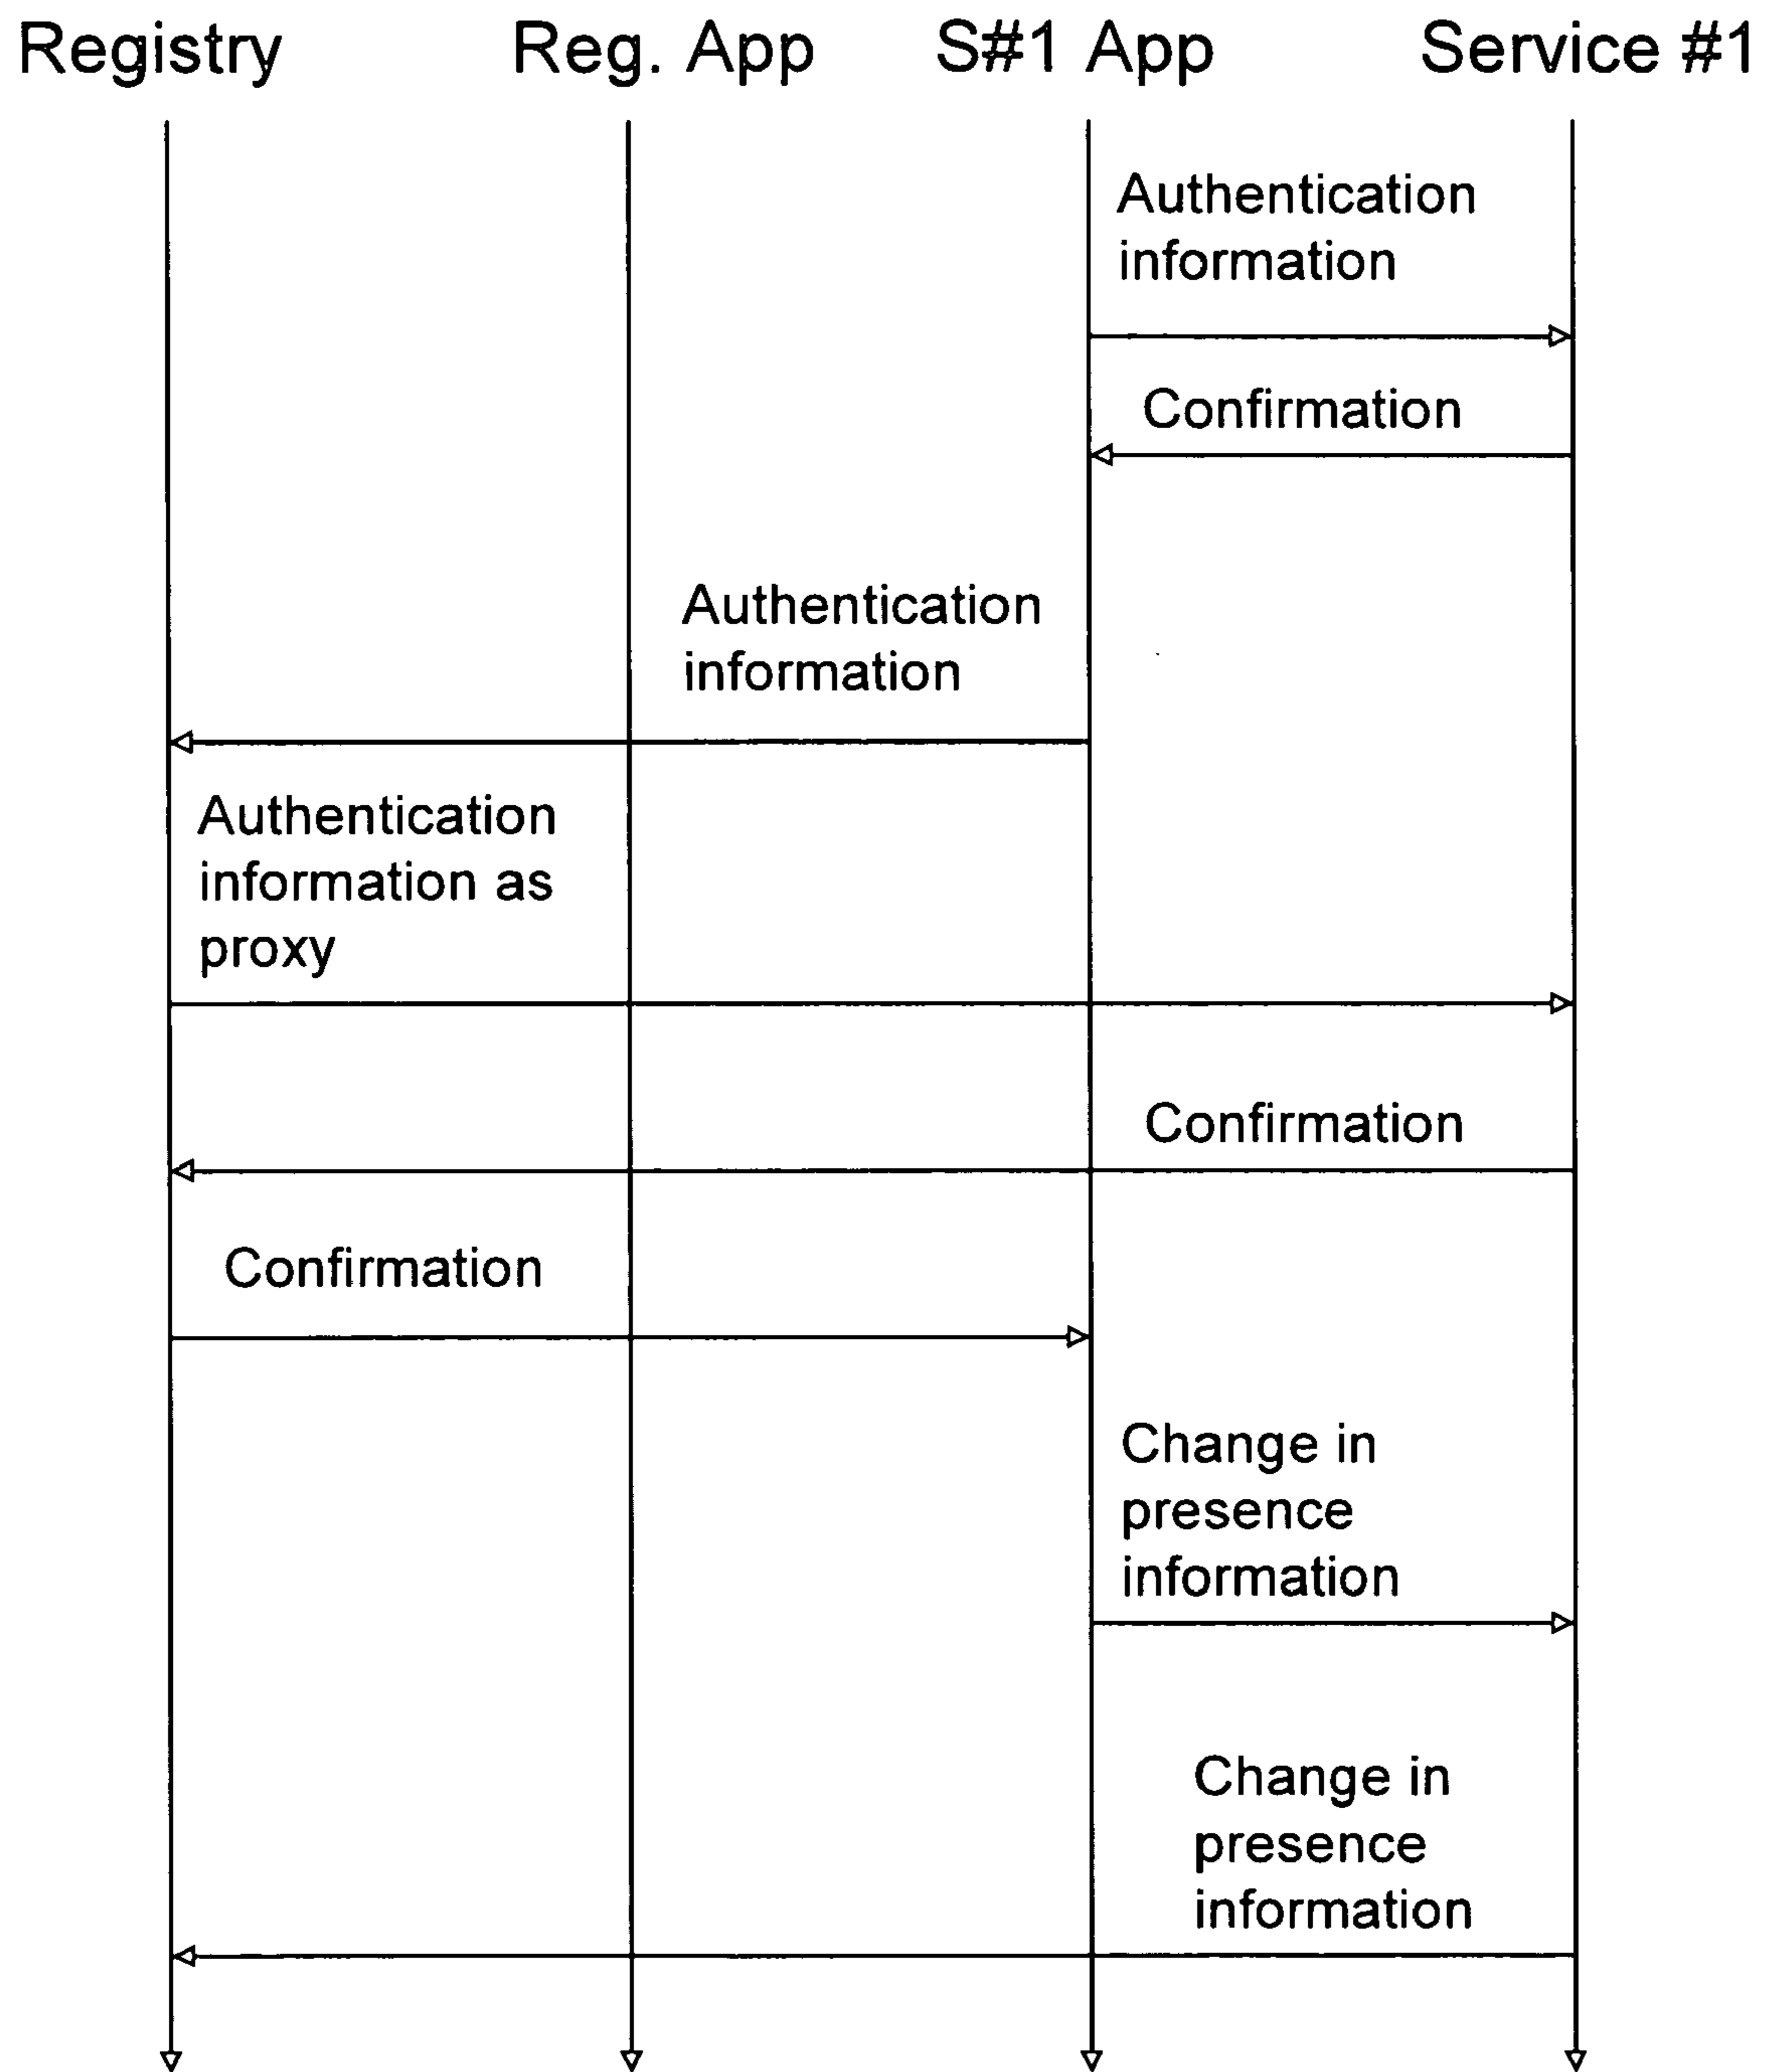 Registry Reg. App S#1 App Service #1
Authentication
information
Confirmation
Authentication
information
Authentication
information as
proxy
Confirmation
Confirmation
Change in
presence
information
Change in
presence
information